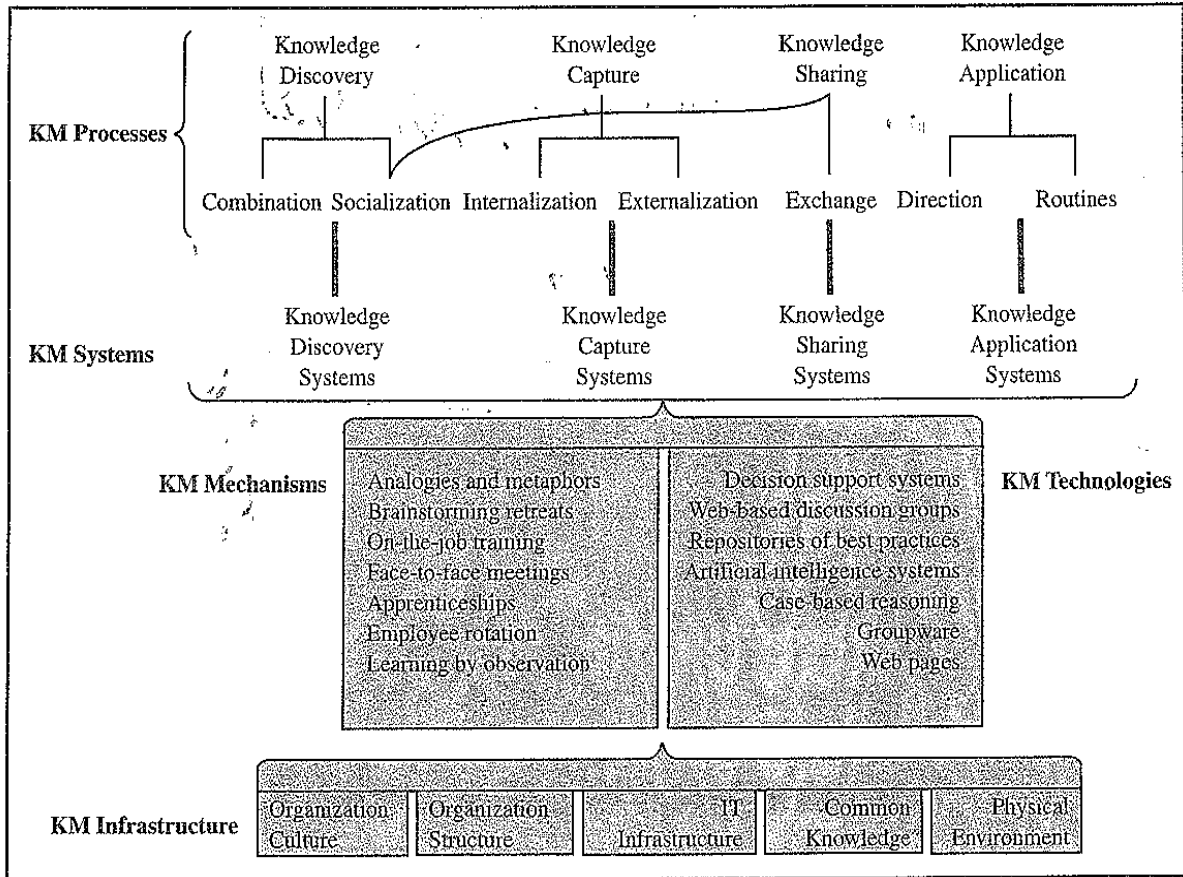 Knowledge Discovery
Knowledge Capture
Knowledge Sharing
Knowledge Application
KM Processes
Combination Socialization Internalization Externalization Exchange Direction Routines
KM Systems
Knowledge Discovery Systems
Knowledge Capture Systems
Knowledge Sharing Systems
Knowledge Application Systems
KM Mechanisms
Analogies and metaphors
Brainstorming retreats
On-the-job training
Face-to-face meetings
Apprenticeships
Employee rotation
Learning by observation
Decision support systems
Web-based discussion groups
Repositories of best practices
Artificial intelligence systems
Case-based reasoning
Groupware
Web pages
KM Technologies
KM Infrastructure
Organization Culture
Organization Structure
IT Infrastructure
Common Knowledge
Physical Environment